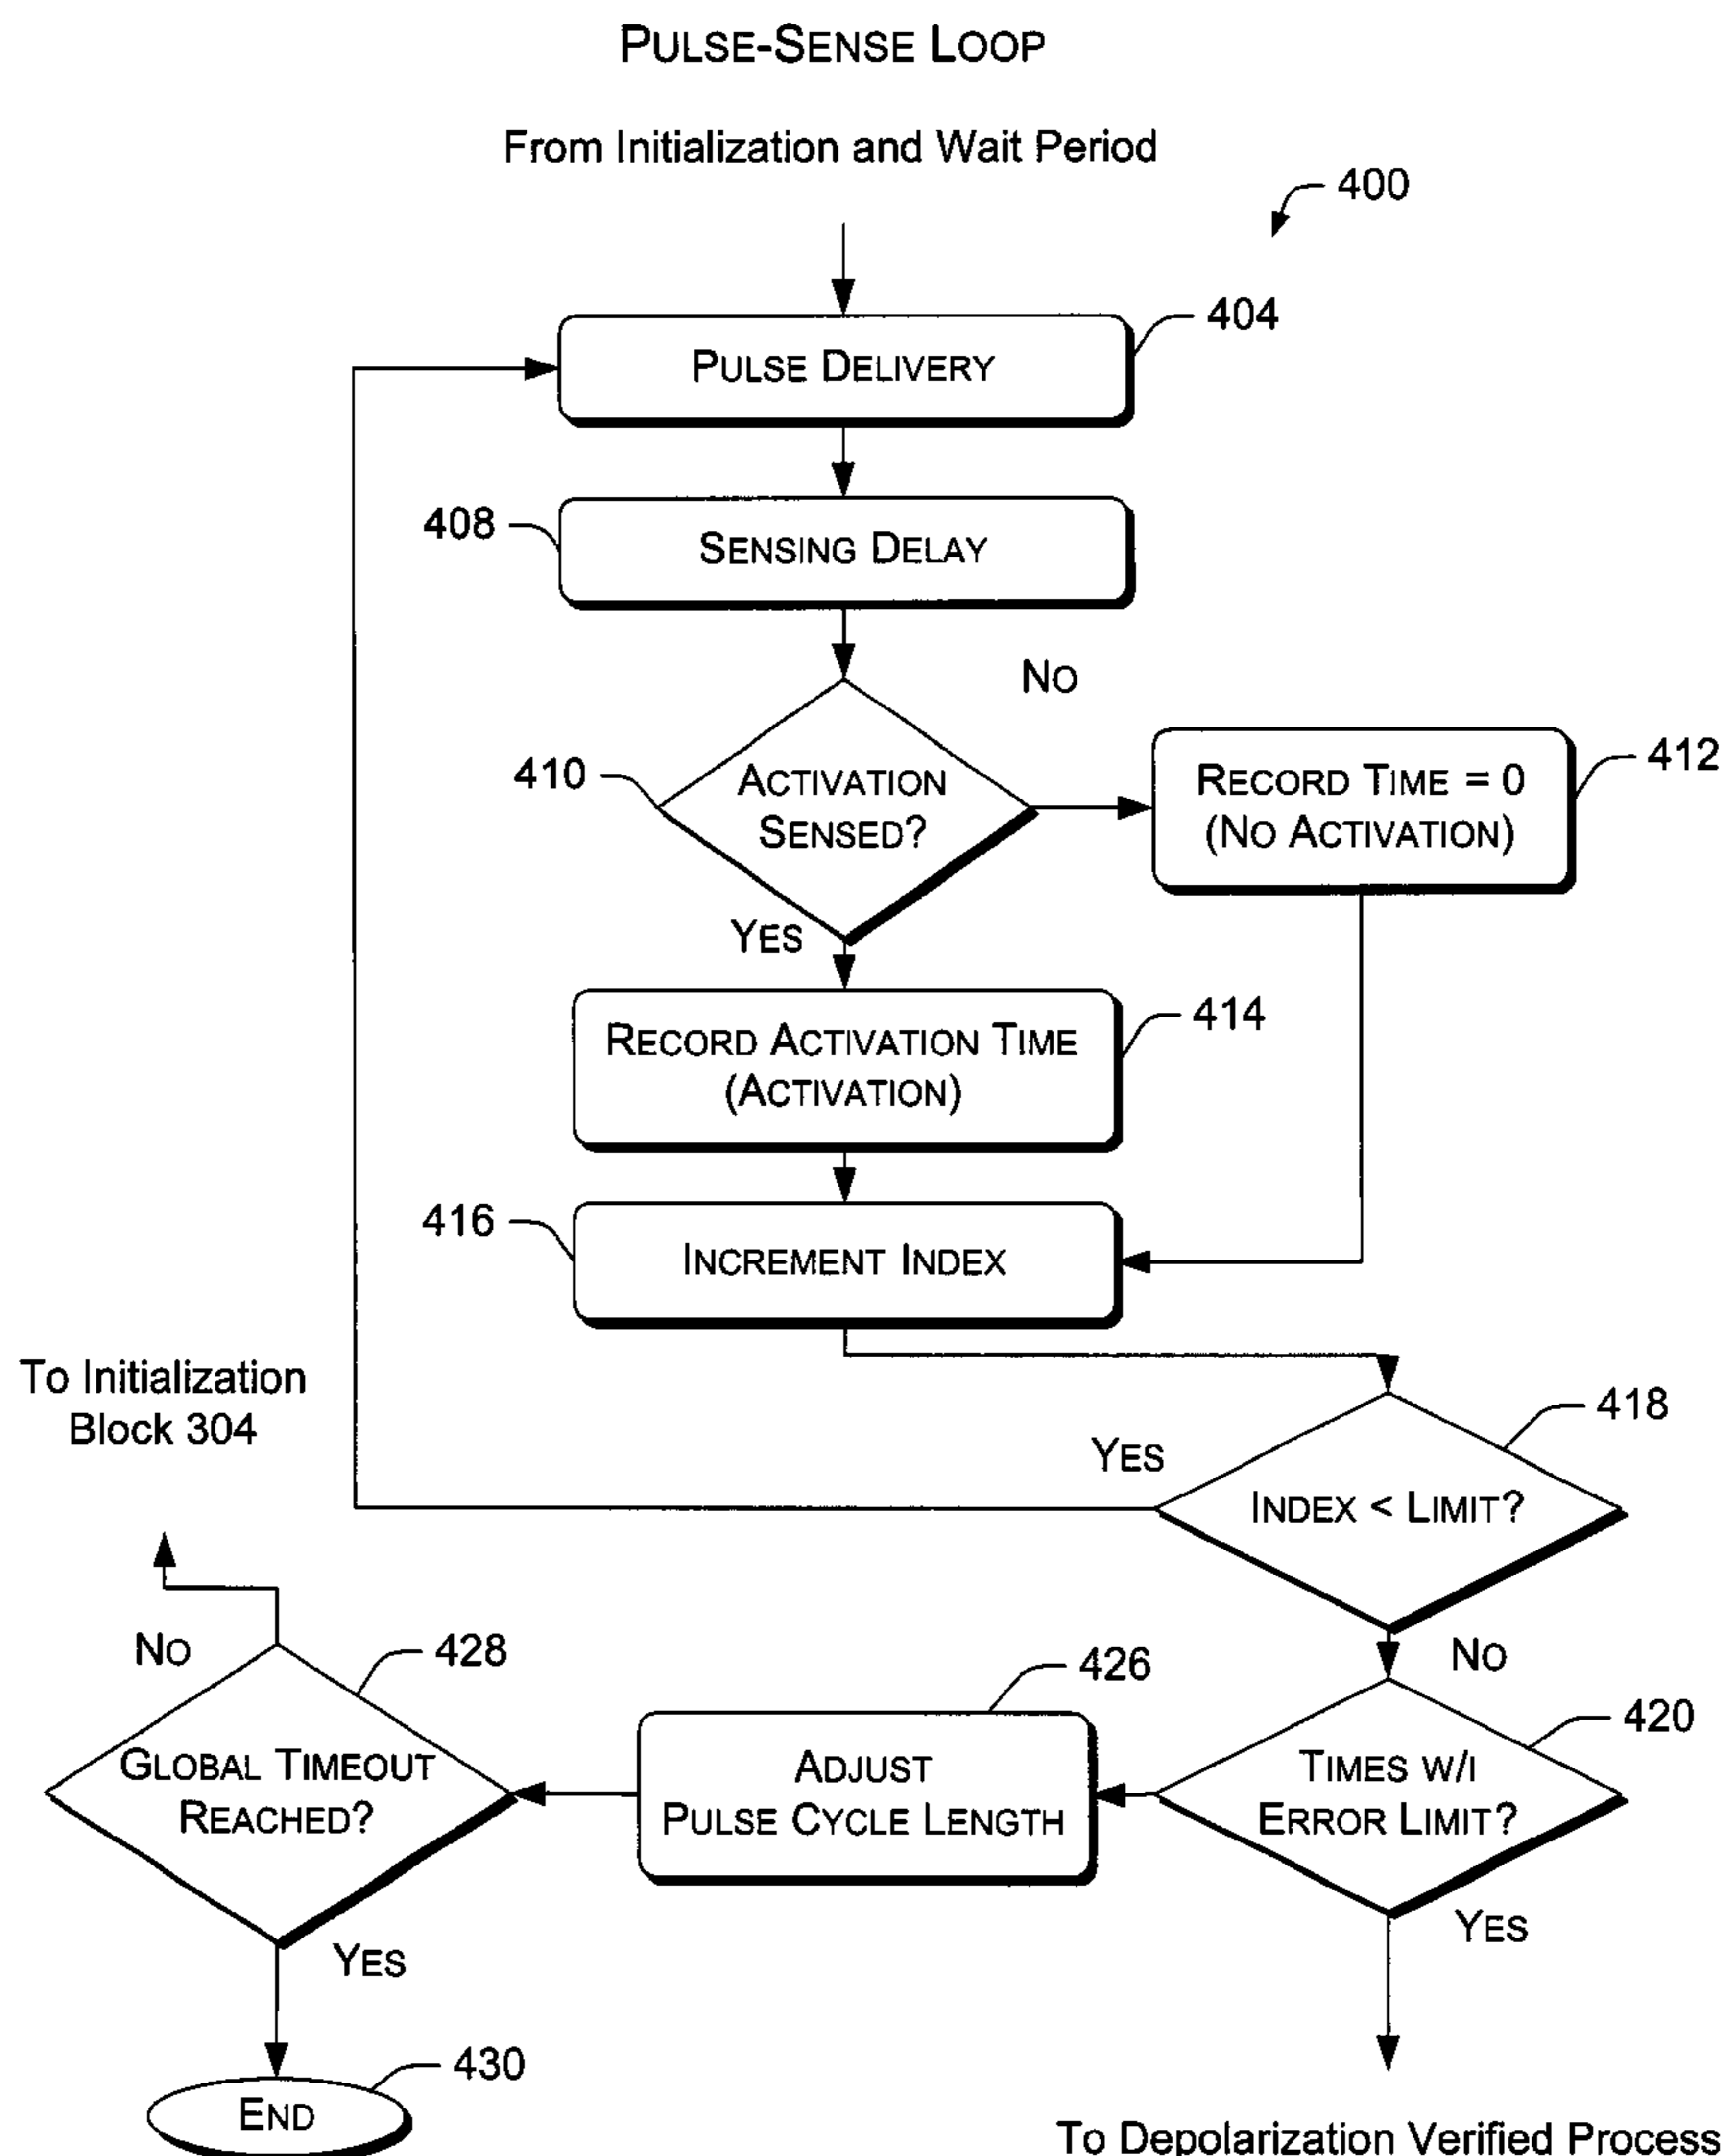 PULSE-SENSE LOOP
From Initialization and Wait Period
400
404
PULSE DELIVERY
408
SENSING DELAY
NO
410
ACTIVATION
SENSED?
RECORD TIME = 0
(NO ACTIVATION)
412
YES
RECORD ACTIVATION TIME
(ACTIVATION)
414
416
INCREMENT INDEX
To Initialization
Block 304
418
YES
INDEX < LIMIT?
NO
428
NO
426
420
GLOBAL TIMEOUT
REACHED?
ADJUST
PULSE CYCLE LENGTH
TIMES W/I
ERROR LIMIT?
YES
YES
430
END
To Depolarization Verified Process